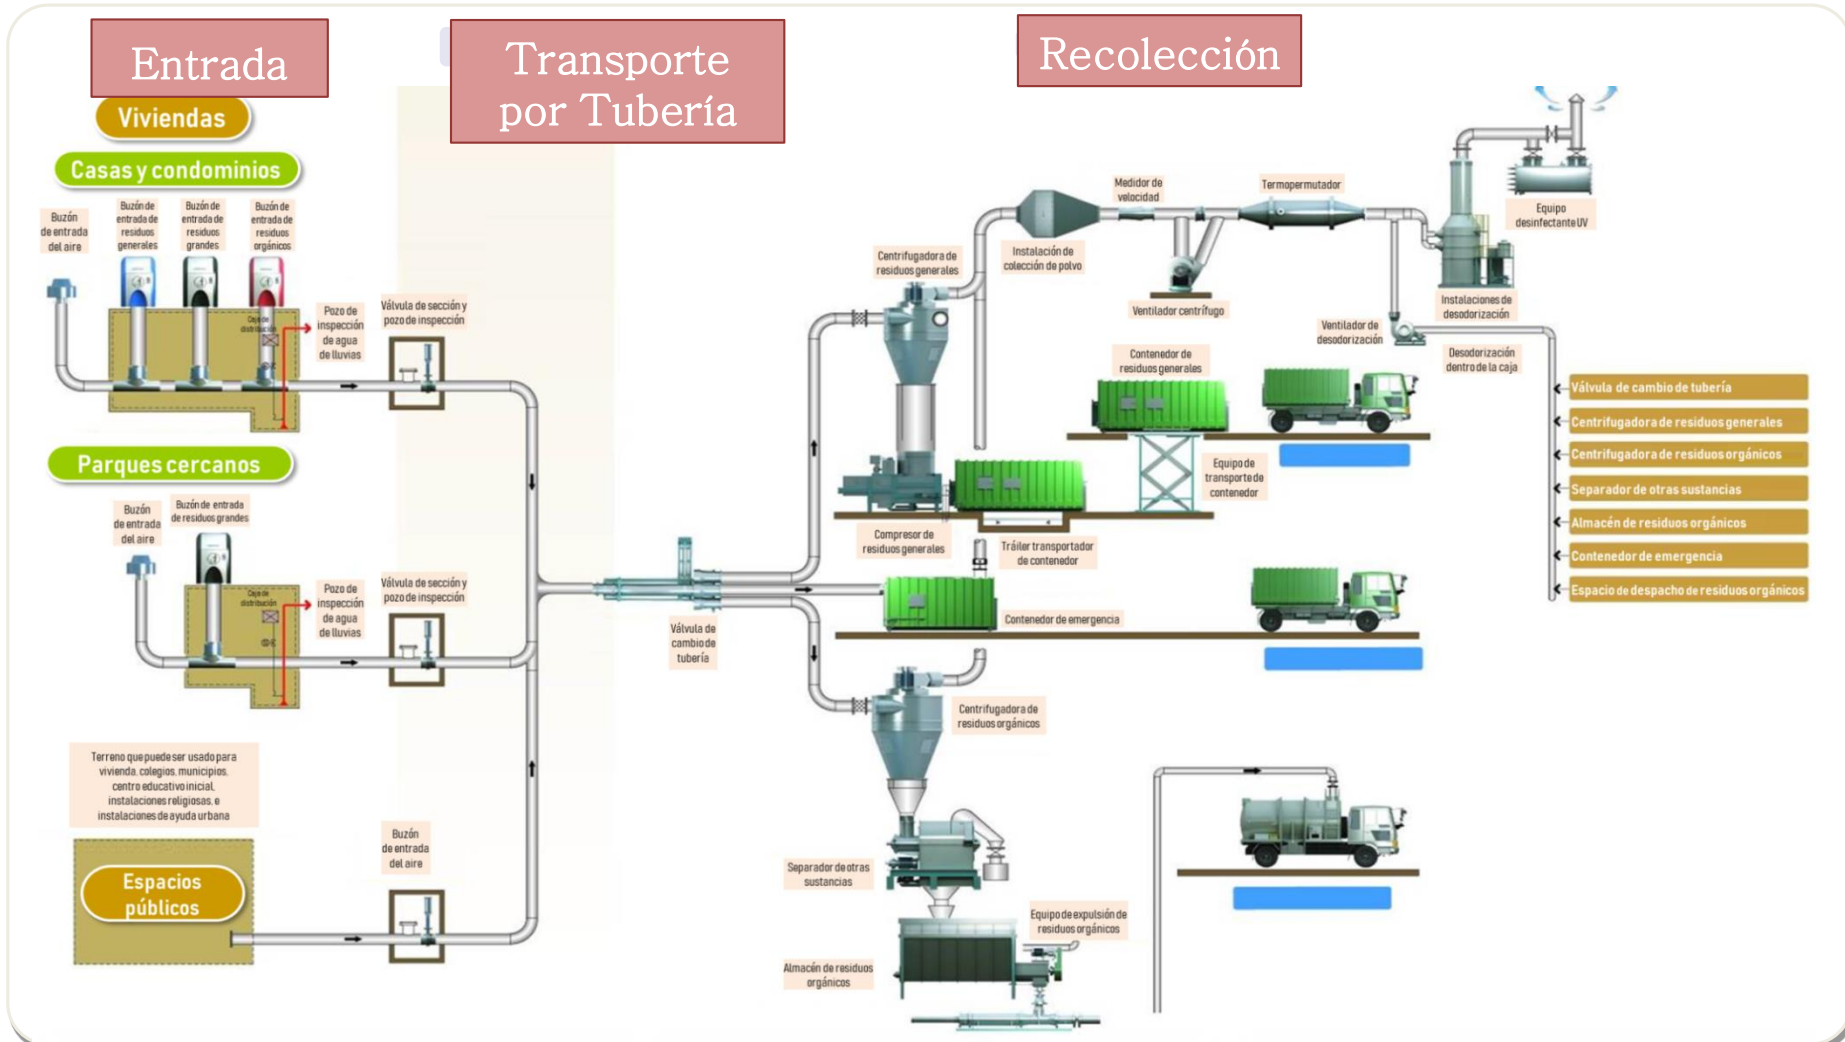 Entrada
Transporte
por Tubería
Recolección
Viviendas
Casas y condominios
Buzón
de entrada
del aire
Buzón de
entrada de
residuos
generales
Buzón de
entrada de
residuos
grandes
Buzón de
entrada de
residuos
orgánicos
Caja de
distribución
Pozo de
inspección
de agua
de lluvias
Válvula de sección y
pozo de inspección
Parques cercanos
Buzón
de entrada
del aire
Buzón de entrada
de residuos grandes
Caja de
distribución
Pozo de
inspección
de agua
de lluvias
Válvula de sección y
pozo de inspección
Terreno que puede ser usado para
vivienda, colegios, municipios,
centro educativo inicial,
instalaciones religiosas, e
instalaciones de ayuda urbana
Espacios
públicos
Buzón
de entrada
del aire
Válvula de
cambio de
tubería
Centrifugadora de
residuos generales
Instalación de
colección de polvo
Medidor de
velocidad
Termopermutador
Ventilador centrífugo
Equipo
desinfectante UV
Instalaciones de
desodorización
Ventilador de
desodorización
Desodorización
dentro de la caja
Contenedor de
residuos generales
Equipo de
transporte de
contenedor
Compresor de
residuos generales
Tráiler transportador
de contenedor
Contenedor de emergencia
Centrifugadora de
residuos orgánicos
Separador de otras
sustancias
Equipo de expulsión de
residuos orgánicos
Almacén de residuos
orgánicos
Válvula de cambio de tubería
Centrifugadora de residuos generales
Centrifugadora de residuos orgánicos
Separador de otras sustancias
Almacén de residuos orgánicos
Contenedor de emergencia
Espacio de despacho de residuos orgánicos